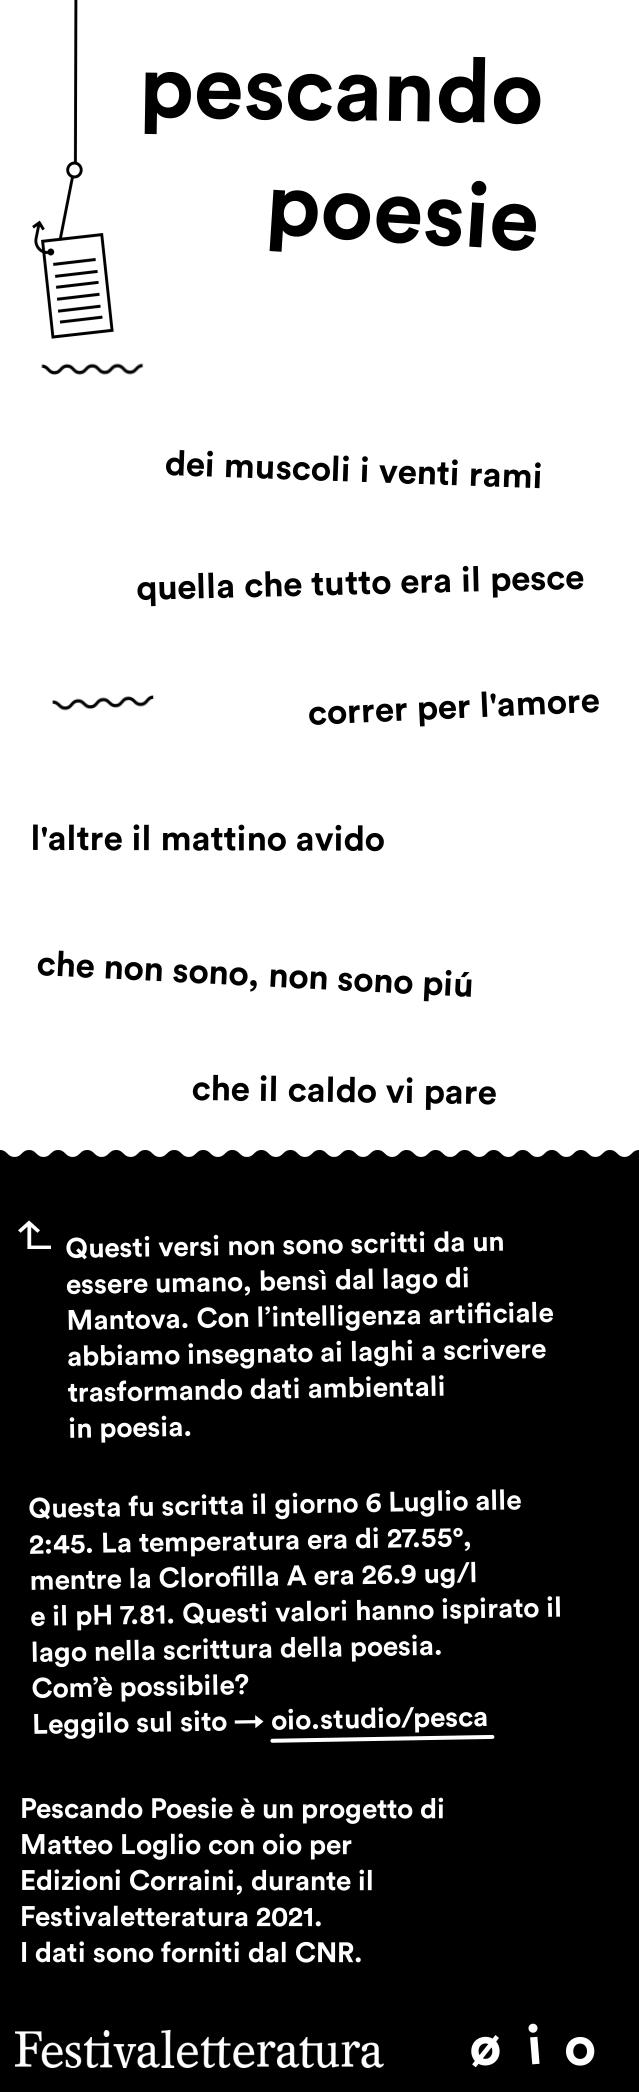 pescando
poesie
dei muscoli i venti rami
quella che tutto era il pesce
correr per l'amore
l'altre il mattino avido
che non sono, non sono piú
che il caldo vi pare
Questi versi non sono scritti da un
essere umano, bensì dal lago di
Mantova. Con l’intelligenza artificiale
abbiamo insegnato ai laghi a scrivere
trasformando dati ambientali
in poesia.
Questa fu scritta il giorno 6 Luglio alle
2:45. La temperatura era di 27.55°,
mentre la Clorofilla A era 26.9 ug/l
e il pH 7.81. Questi valori hanno ispirato il
lago nella scrittura della poesia.
Com’è possibile?
Leggilo sul sito → oio.studio/pesca
Pescando Poesie è un progetto di
Matteo Loglio con oio per
Edizioni Corraini, durante il
Festivaletteratura 2021.
I dati sono forniti dal CNR.
Festivaletteratura ø i o